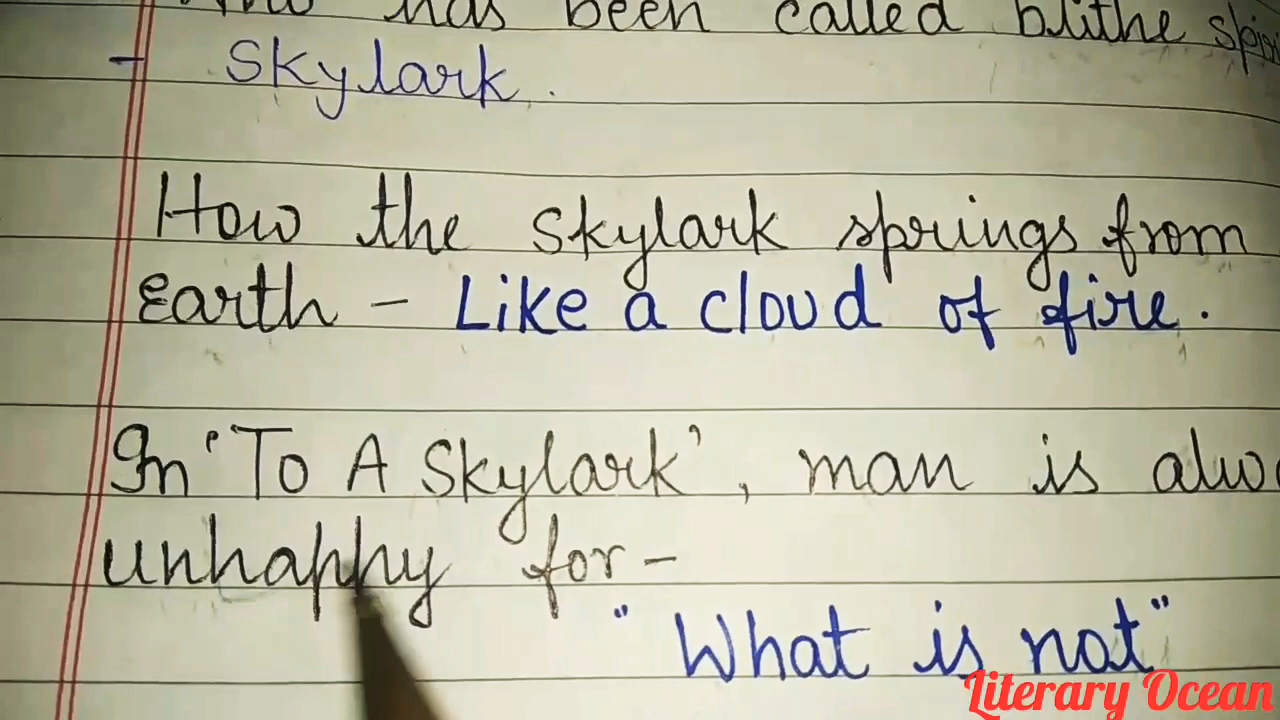 has been called blithe
- Skylark.
How the skylark springs from
Earth - Like a cloud of fire.
In 'To A Skylark', man is
unhappy for-
"What is not"
Literary Ocean